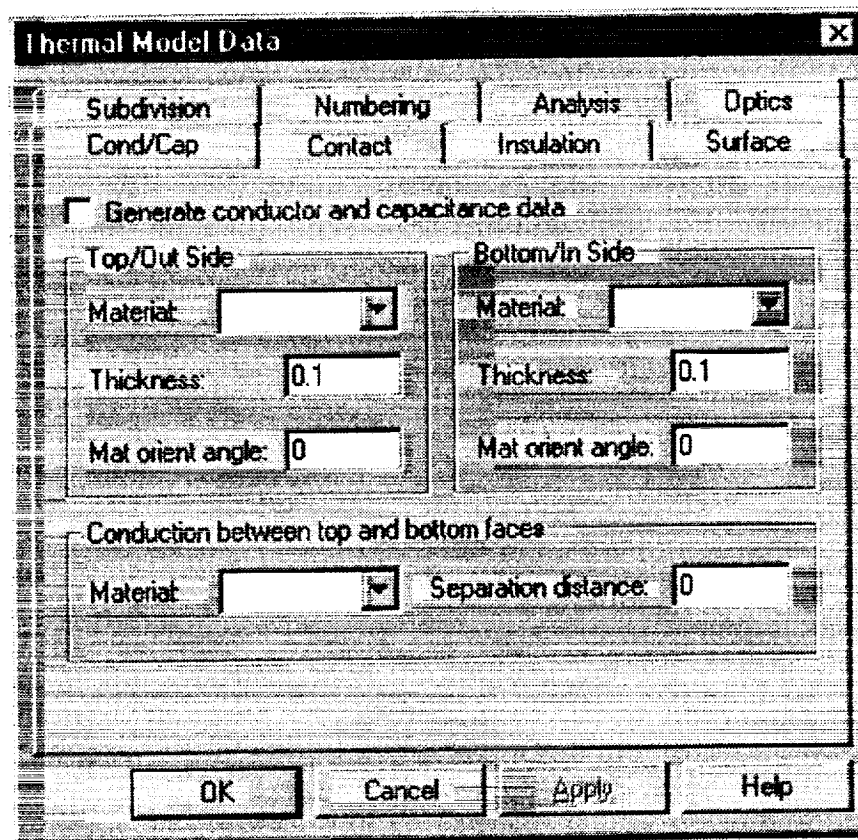 Thermal Model Data
Subdivision Numbering Analysis Optics
Cond/Cap Contact Insulation Surface
Generate conductor and capacitance data
Top/Out Side Bottom/In Side
Material: Material:
Thickness: 0.1 Thickness: 0.1
Mat orient angle: 0 Mat orient angle: 0
Conduction between top and bottom faces
Material: Separation distance: 0
OK Cancel Apply Help